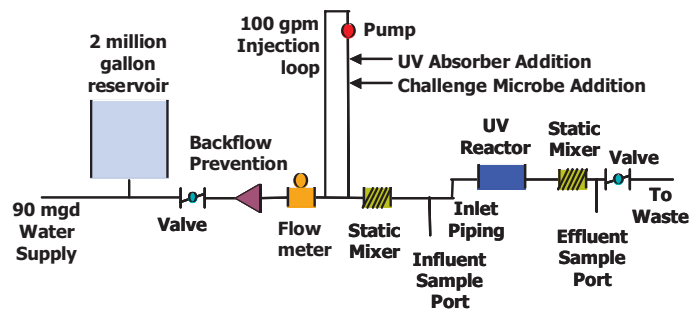 2 million
gallon
reservoir
100 gpm
Injection
loop
Pump
UV Absorber Addition
Challenge Microbe Addition
Backflow
Prevention
UV
Reactor
Static
Mixer
Valve
90 mgd
Water
Supply
Valve
Flow
meter
Static
Mixer
Influent
Sample
Port
Inlet
Piping
Effluent
Sample Port
To
Waste